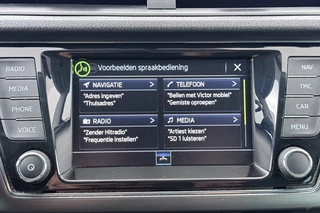 Voorbeelden spraakbediening
RADIO
MEDIA
PHONE
VOICE
NAVIGATIE
"Adres ingeven"
"Thuisadres"
TELEFOON
"Bellen met Victor mobiel"
"Gemiste oproepen"
RADIO
"Zender Hitradio"
"Frequentie instellen"
MEDIA
"Artiest kiezen"
"SD 1 luisteren"
NAV
TMC
CAR
MENU